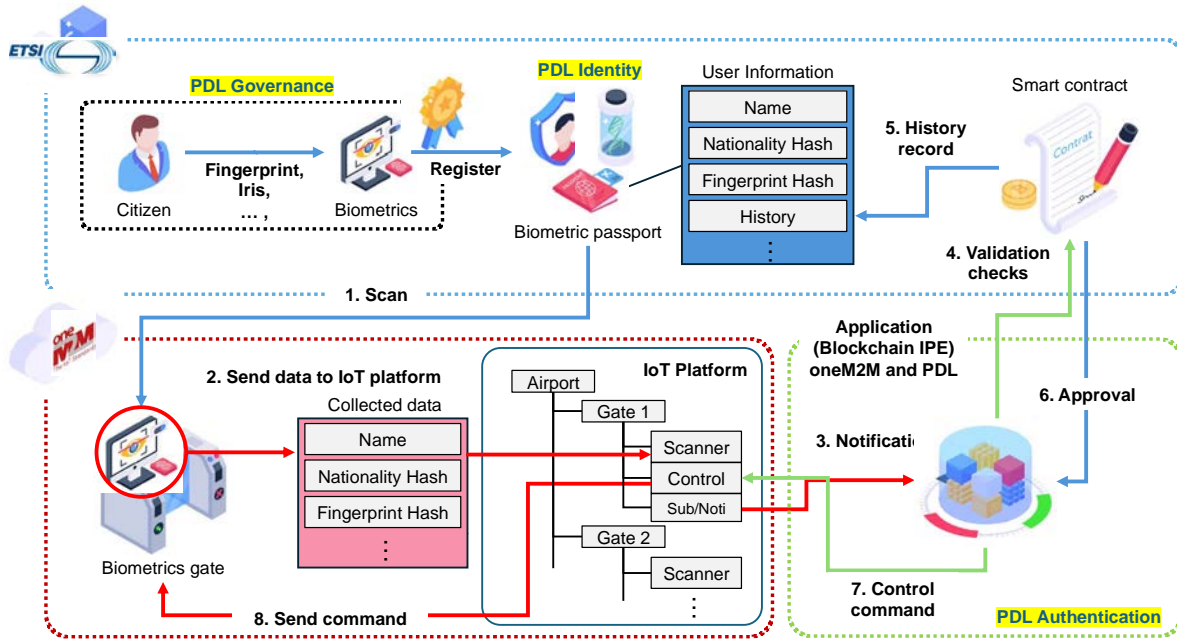 ETSI
PDL Governance
Citizen
Fingerprint,
Iris,
... ,
Biometrics
Register
PDL Identity
Biometric passport
User Information
Name
Nationality Hash
Fingerprint Hash
History
Smart contract
Contrat
5. History
record
4. Validation
checks
1. Scan
one
M2M
2. Send data to IoT platform
Collected data
Name
Nationality Hash
Fingerprint Hash
Biometrics gate
8. Send command
IoT Platform
Airport
Gate 1
Scanner
Control
Sub/Noti
Gate 2
Scanner
Application
(Blockchain IPE)
oneM2M and PDL
6. Approval
3. Notificati
7. Control
command
PDL Authentication